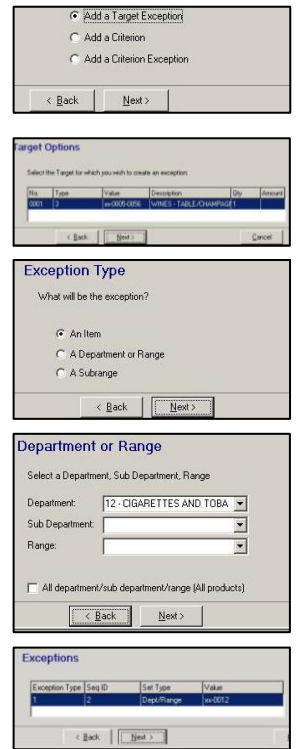 Add a Target Exception
Add a Criterion
Add a Criterion Exception
< Back Next >
Target Options
Select the Target for which you wish to create an exception
No. Type Value Description Qty Amount
0001 3 xx-0005-0056 WINES - TABLE/CHAMPAGE 1
< Back Next > Cancel
Exception Type
What will be the exception?
An Item
A Department or Range
A Subrange
< Back Next >
Department or Range
Select a Department, Sub Department, Range
Department: 12 - CIGARETTES AND TOBA
Sub Department:
Range:
All department/sub department/range (All products)
< Back Next >
Exceptions
Exception Type Seq ID Set Type Value
1 2 Dept/Range xx-0012
< Back Next >